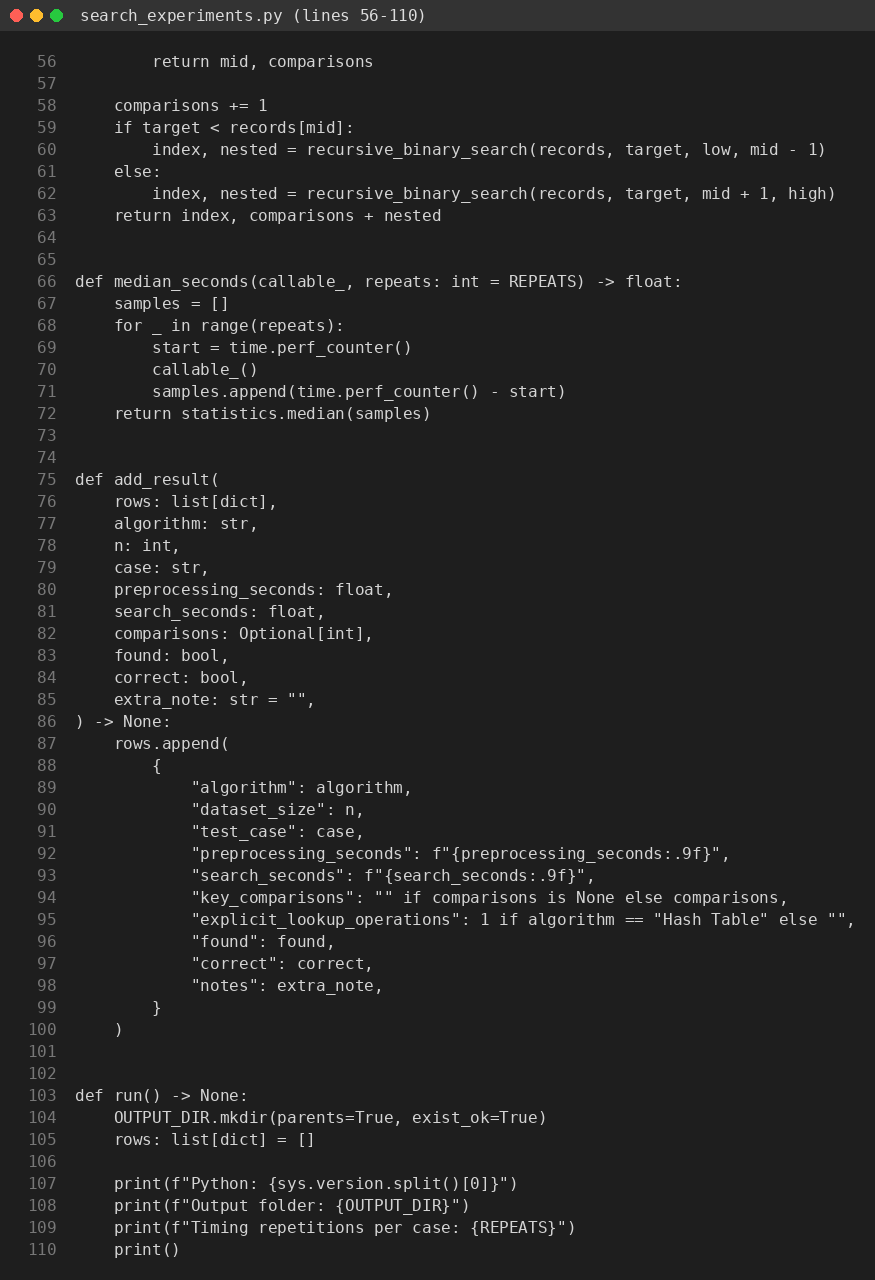 search_experiments.py (lines 56-110)
56         return mid, comparisons
57
58     comparisons += 1
59     if target < records[mid]:
60         index, nested = recursive_binary_search(records, target, low, mid - 1)
61     else:
62         index, nested = recursive_binary_search(records, target, mid + 1, high)
63     return index, comparisons + nested
64
65
66 def median_seconds(callable_, repeats: int = REPEATS) -> float:
67     samples = []
68     for _ in range(repeats):
69         start = time.perf_counter()
70         callable_()
71         samples.append(time.perf_counter() - start)
72     return statistics.median(samples)
73
74
75 def add_result(
76     rows: list[dict],
77     algorithm: str,
78     n: int,
79     case: str,
80     preprocessing_seconds: float,
81     search_seconds: float,
82     comparisons: Optional[int],
83     found: bool,
84     correct: bool,
85     extra_note: str = "",
86 ) -> None:
87     rows.append(
88         {
89             "algorithm": algorithm,
90             "dataset_size": n,
91             "test_case": case,
92             "preprocessing_seconds": f"{preprocessing_seconds:.9f}",
93             "search_seconds": f"{search_seconds:.9f}",
94             "key_comparisons": "" if comparisons is None else comparisons,
95             "explicit_lookup_operations": 1 if algorithm == "Hash Table" else "",
96             "found": found,
97             "correct": correct,
98             "notes": extra_note,
99         }
100     )
101
102
103 def run() -> None:
104     OUTPUT_DIR.mkdir(parents=True, exist_ok=True)
105     rows: list[dict] = []
106
107     print(f"Python: {sys.version.split()[0]}")
108     print(f"Output folder: {OUTPUT_DIR}")
109     print(f"Timing repetitions per case: {REPEATS}")
110     print()